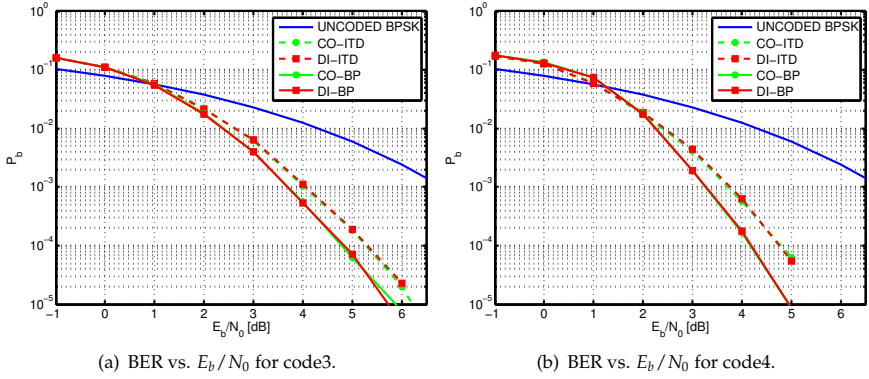 10^0
10^-1
10^-2
10^-3
10^-4
10^-5
P_b
-1 0 1 2 3 4 5 6
E_b/N_0 [dB]
UNCODED BPSK
CO-ITD
DI-ITD
CO-BP
DI-BP
(a) BER vs. E_b/N_0 for code3.
10^0
10^-1
10^-2
10^-3
10^-4
10^-5
P_b
-1 0 1 2 3 4 5 6
E_b/N_0 [dB]
UNCODED BPSK
CO-ITD
DI-ITD
CO-BP
DI-BP
(b) BER vs. E_b/N_0 for code4.